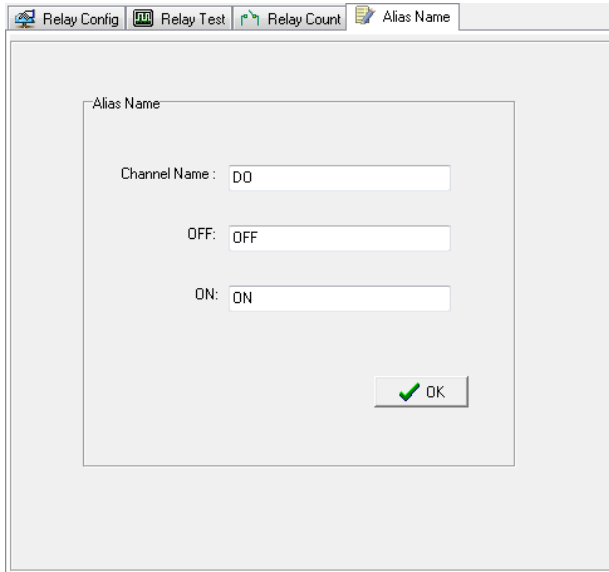 Relay Config Relay Test Relay Count Alias Name
Alias Name
Channel Name : DO
OFF: OFF
ON: ON
OK